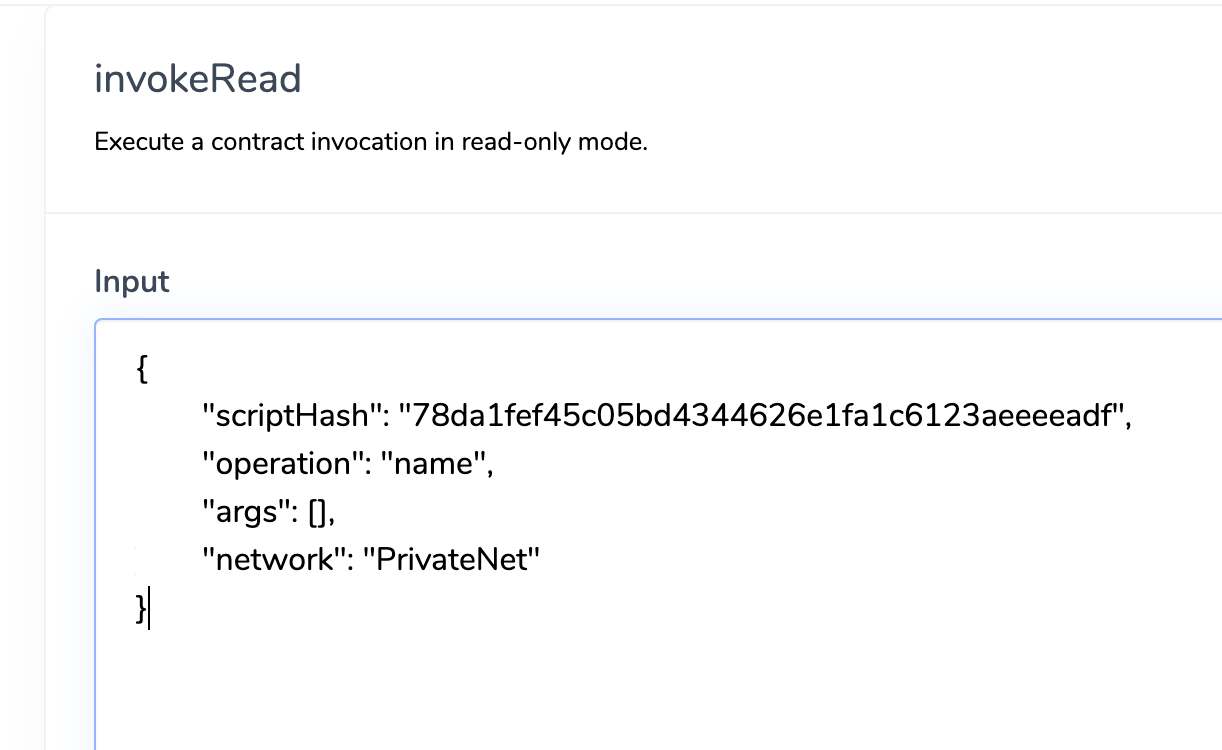 invokeRead
Execute a contract invocation in read-only mode.
Input
{
"scriptHash": "78da1fef45c05bd4344626e1fa1c6123aeeeeadf",
"operation": "name",
"args": [],
"network": "PrivateNet"
}